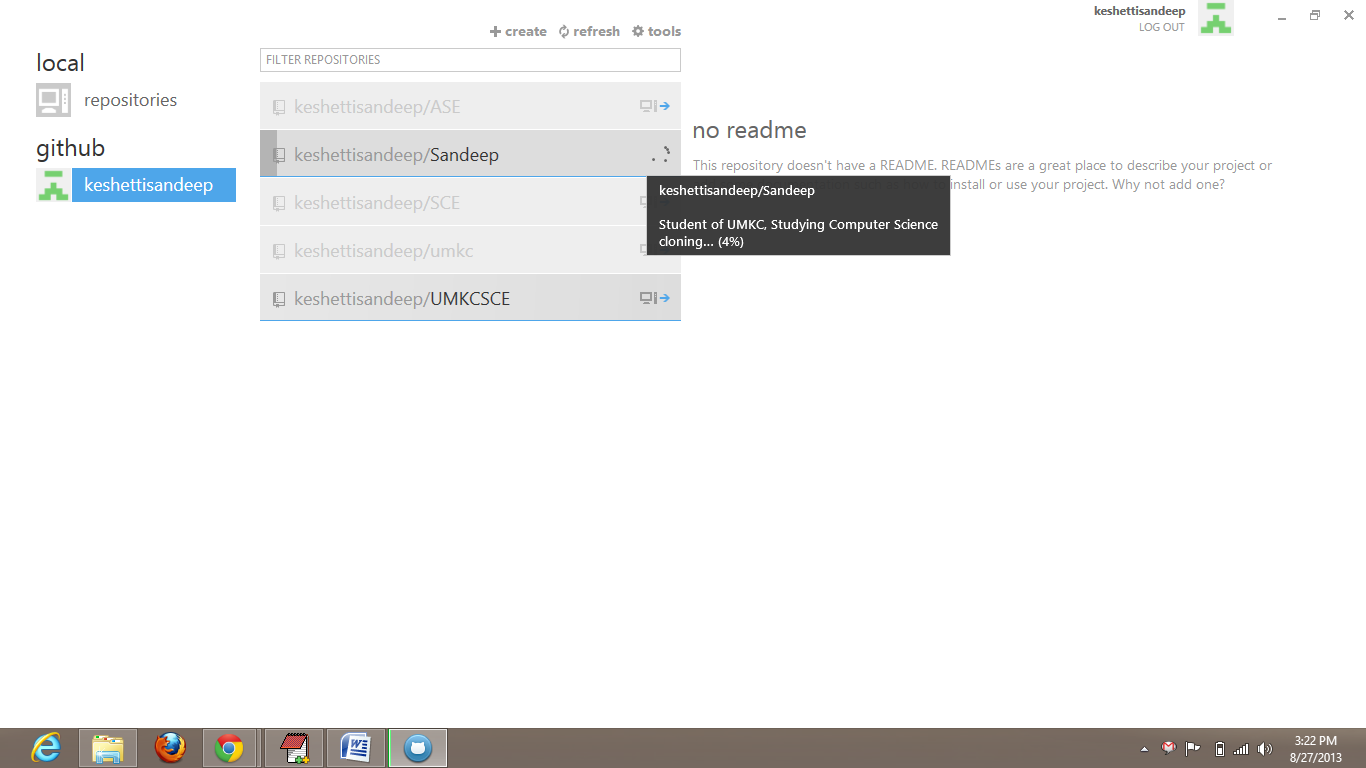 keshettisandeep
LOG OUT
create refresh tools
local
FILTER REPOSITORIES
repositories
github
keshettisandeep
keshettisandeep/ASE
keshettisandeep/Sandeep
keshettisandeep/SCE
keshettisandeep/umkc
keshettisandeep/UMKCSCE
no readme
This repository doesn't have a README. READMEs are a great place to describe your project or
install or use your project. Why not add one?
keshettisandeep/Sandeep
Student of UMKC, Studying Computer Science
cloning... (4%)
3:22 PM
8/27/2013